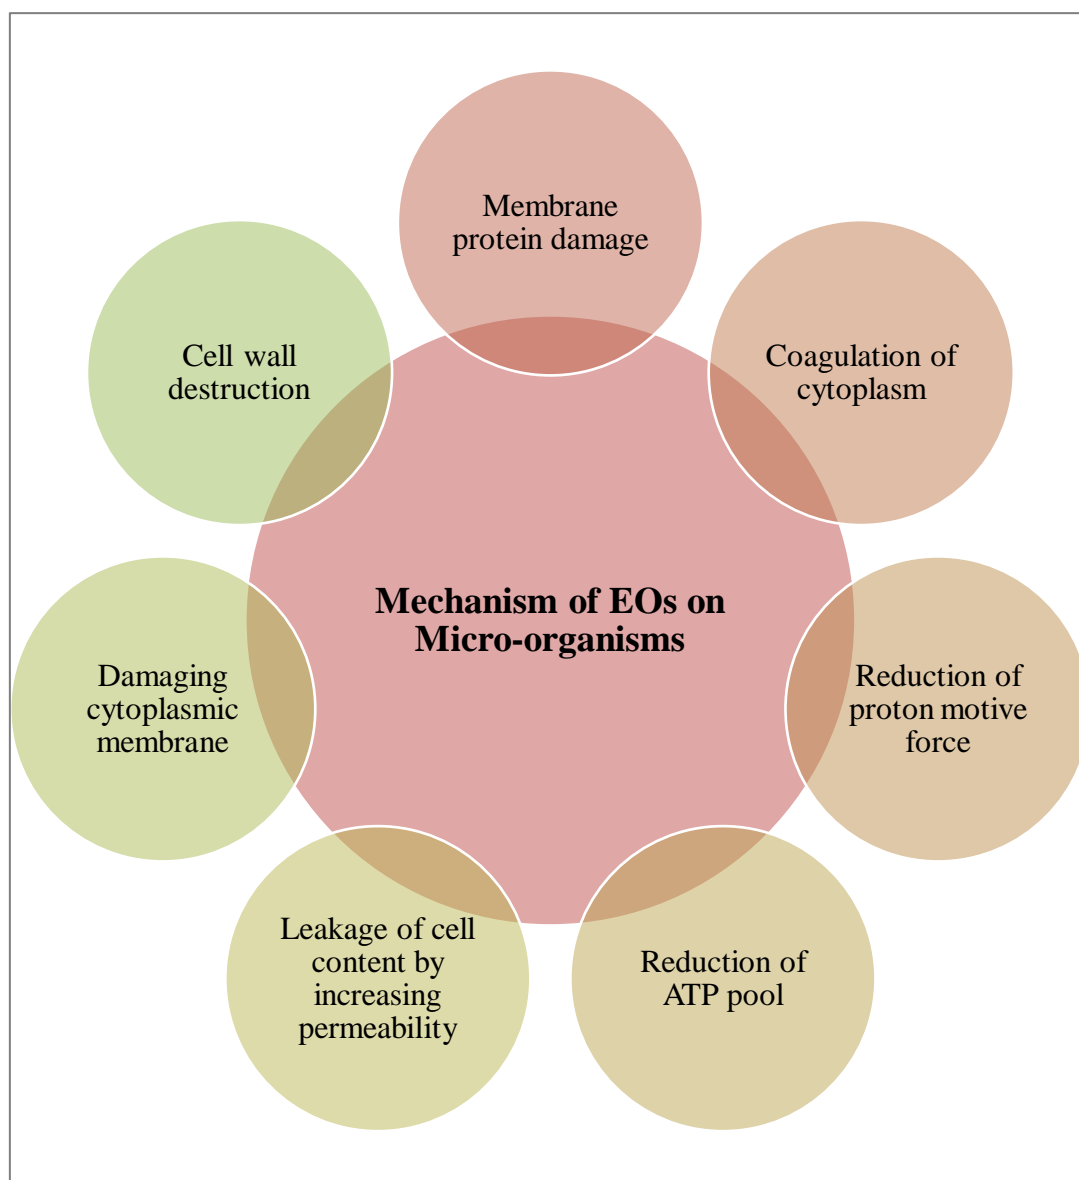 Membrane
protein damage
Cell wall
destruction
Coagulation of
cytoplasm
Mechanism of EOs on
Micro-organisms
Damaging
cytoplasmic
membrane
Reduction of
proton motive
force
Leakage of cell
content by
increasing
permeability
Reduction of
ATP pool